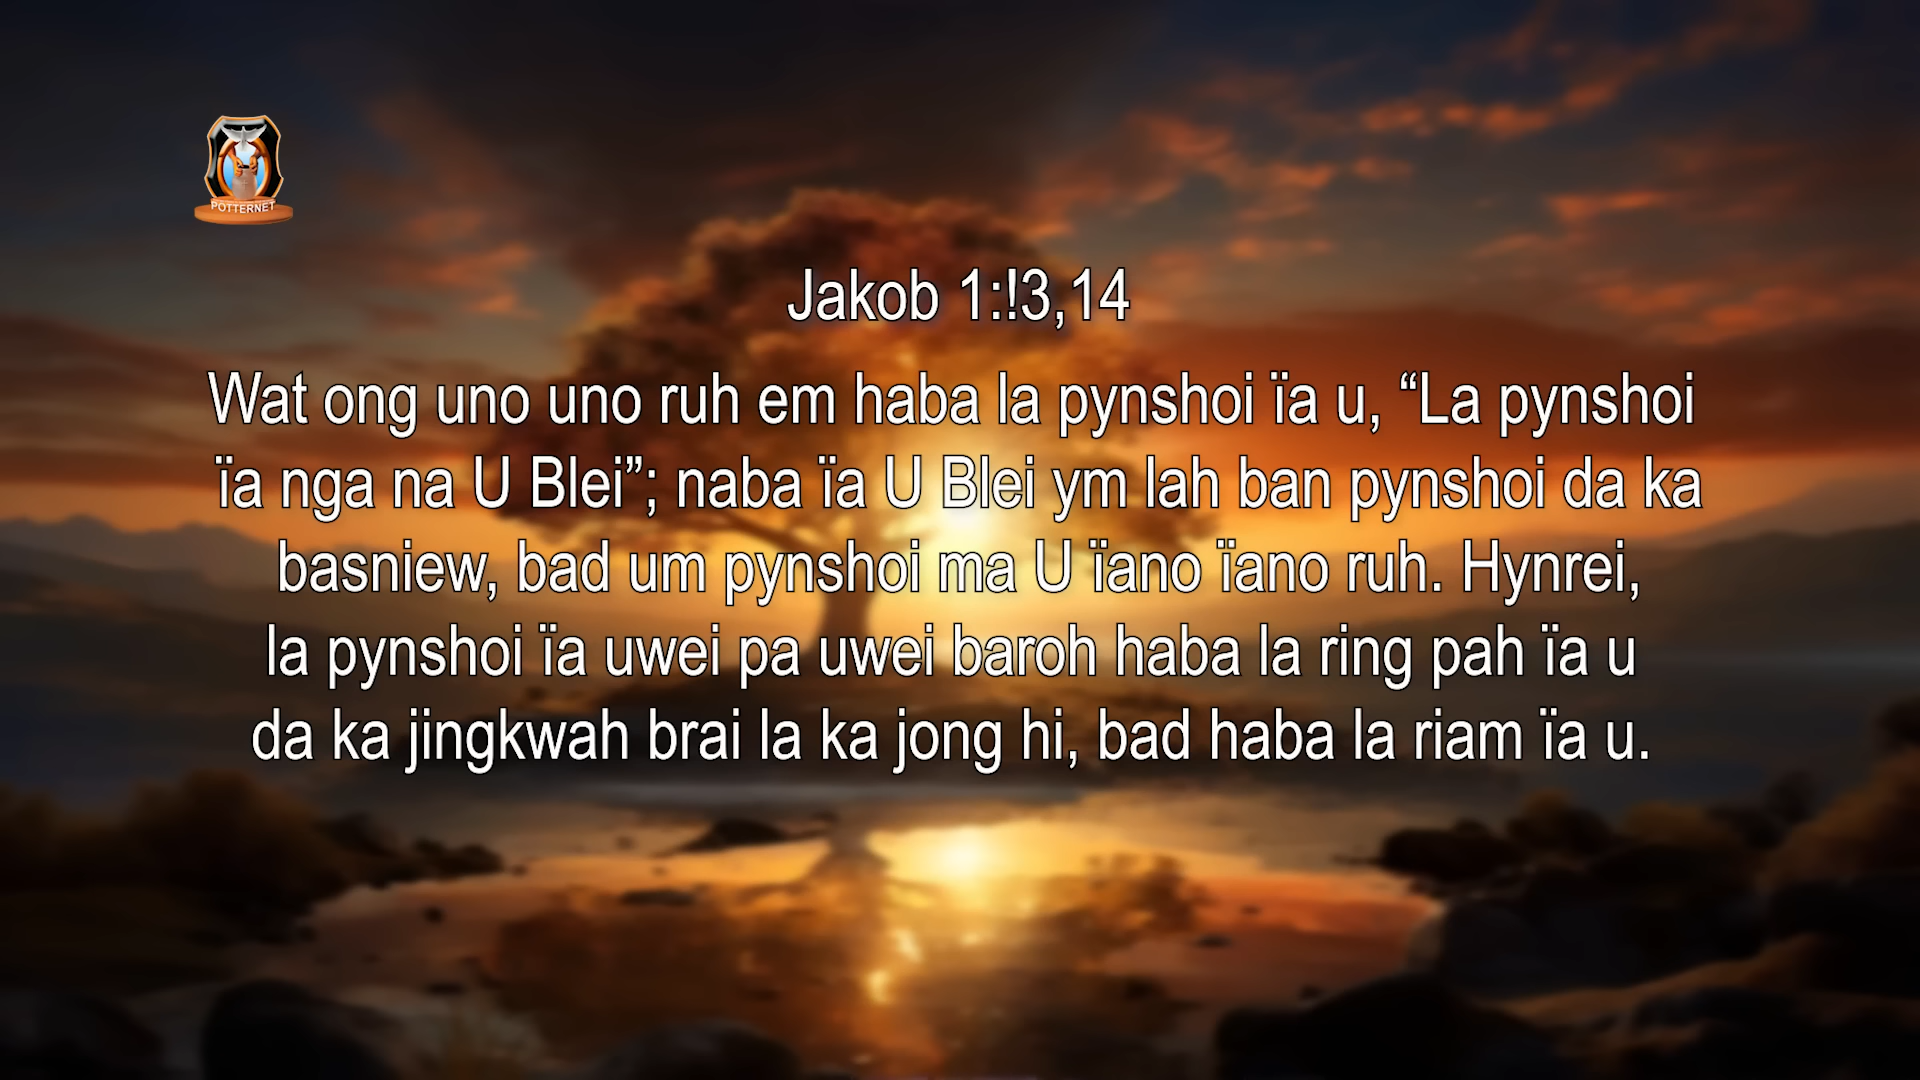 POTTERNET
Jakob 1:!3,14
Wat ong uno uno ruh em haba la pynshoi ïa u, “La pynshoi
ïa nga na U Blei”; naba ïa U Blei ym lah ban pynshoi da ka
basniew, bad um pynshoi ma U ïano ïano ruh. Hynrei,
la pynshoi ïa uwei pa uwei baroh haba la ring pah ïa u
da ka jingkwah brai la ka jong hi, bad haba la riam ïa u.